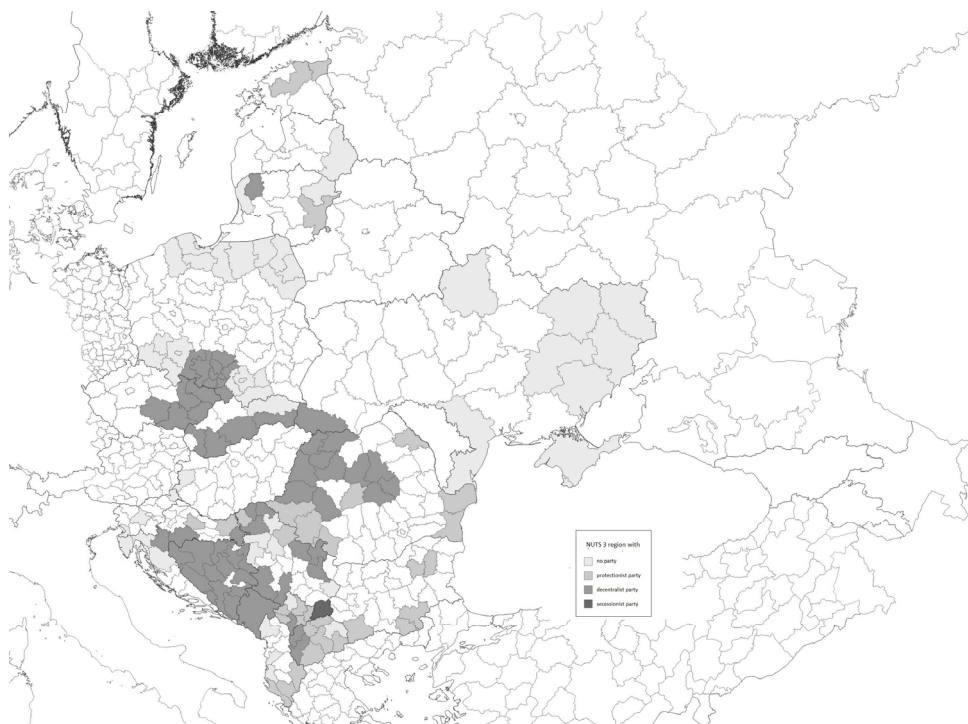 NUTS 3 region with
no party
protectionist party
decentralist party
secessionist party